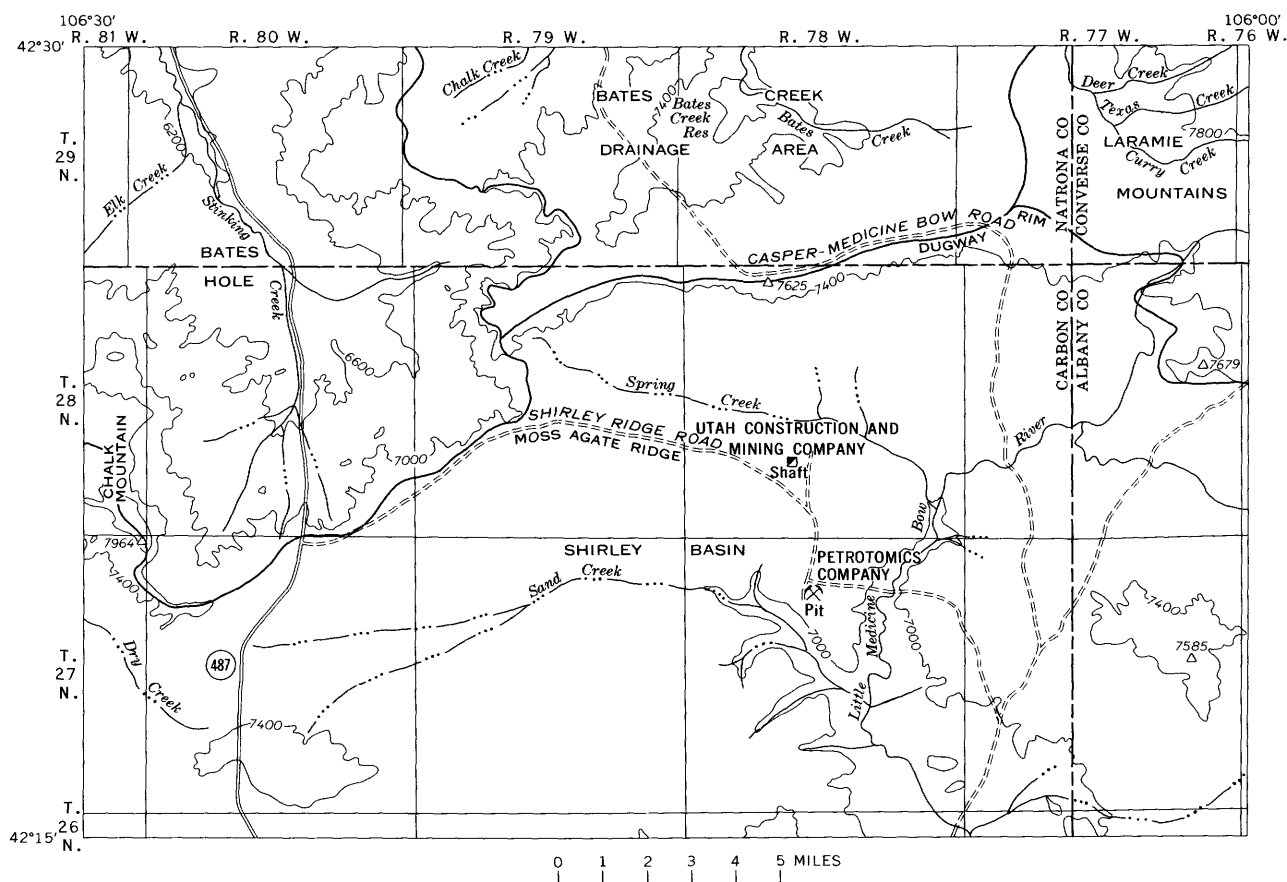 106°30'
106°00'
R. 81 W.
R. 80 W.
R. 79 W.
R. 78 W.
R. 77 W.
R. 76 W.
42°30'
T.
29
N.
6200
Elk Creek
Stinking
Creek
BATES
HOLE
Chalk Creek
BATES CREEK
7400
Bates
Creek
Res
Bates Creek
DRAINAGE AREA
Deer Creek
Texas Creek
LARAMIE
7800
Curry Creek
MOUNTAINS
NATRONA CO
CONVERSE CO
CASPER-MEDICINE BOW ROAD
RIM
DUGWAY
7625
7400
CARBON CO
ALBANY CO
7679
T.
28
N.
6600
7000
CHALK
MOUNTAIN
7964
7400
Spring Creek
SHIRLEY RIDGE ROAD
MOSS AGATE RIDGE
UTAH CONSTRUCTION AND
MINING COMPANY
Shaft
River
Bow
Medicine
Little
SHIRLEY BASIN
Sand Creek
PETROTOMICS
COMPANY
Pit
7000
7000
7400
7585
T.
27
N.
Dry
Creek
487
7400
T.
26
N.
42°15'
0 1 2 3 4 5 MILES